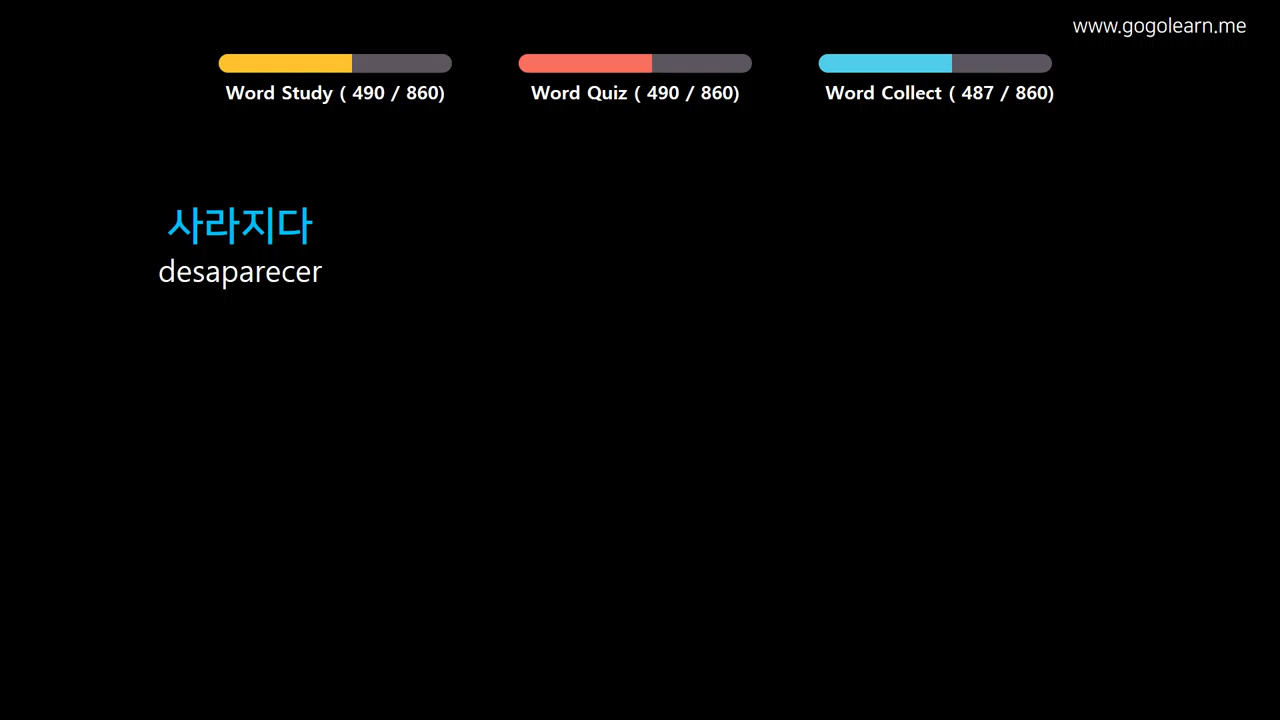 www.gogolearn.me
Word Study ( 490 / 860)
Word Quiz ( 490 / 860)
Word Collect ( 487 / 860)
사라지다
desaparecer